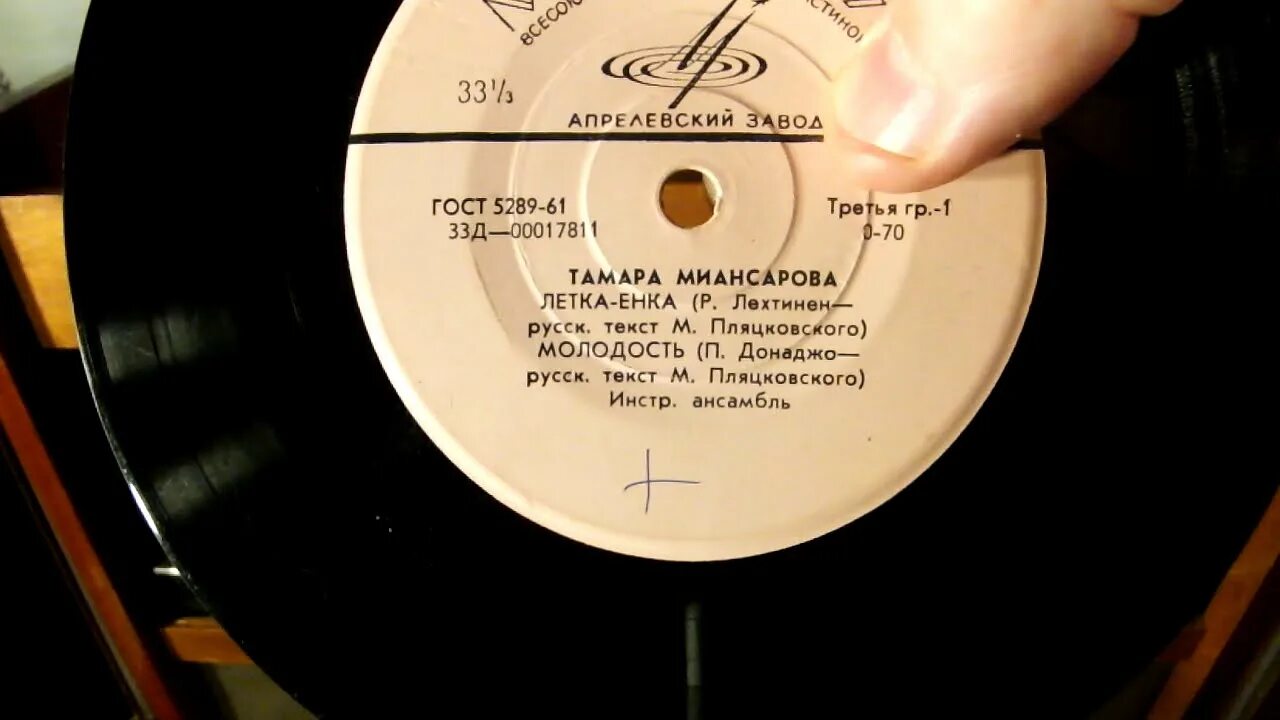 33⅓
АПРЕЛЕВСКИЙ ЗАВОД
ГОСТ 5289-61
33Д—00017811
Третья гр.-1
0-70
ТАМАРА МИАНСАРОВА
ЛЕТКА-ЕНКА (Р. Лехтинен—
русск. текст М. Пляцковского)
МОЛОДОСТЬ (П. Донаджо—
русск. текст М. Пляцковского)
Инстр. ансамбль